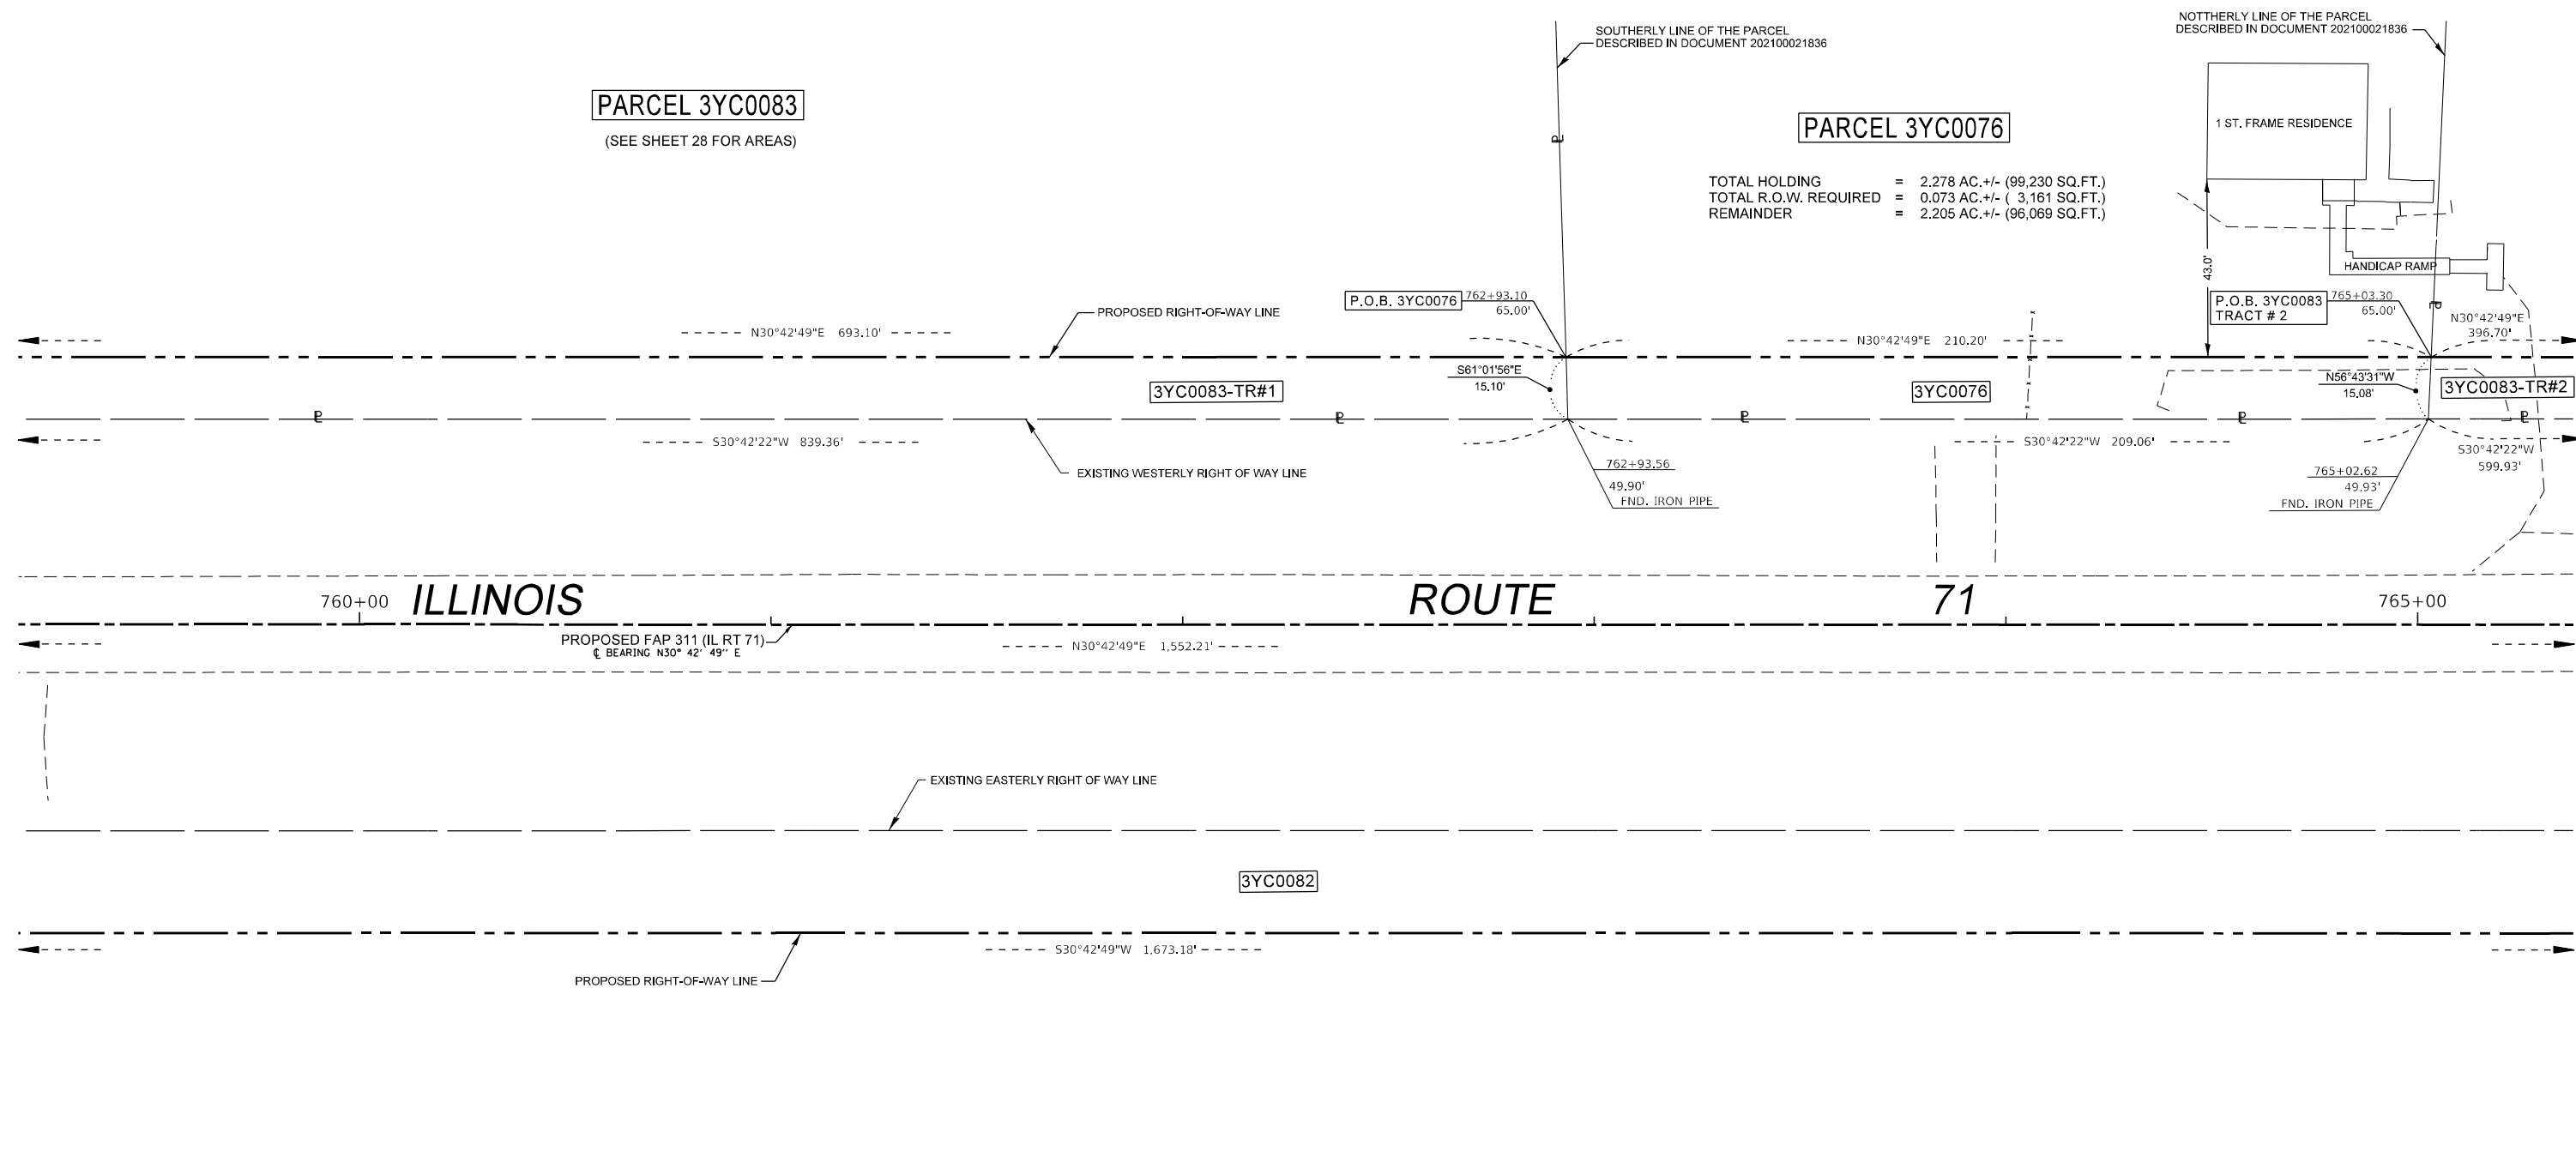 SOUTHERLY LINE OF THE PARCEL
DESCRIBED IN DOCUMENT 202100021836
NOTTHERLY LINE OF THE PARCEL
DESCRIBED IN DOCUMENT 202100021836
PARCEL 3YC0083
(SEE SHEET 28 FOR AREAS)
PARCEL 3YC0076
1 ST. FRAME RESIDENCE
TOTAL HOLDING = 2.278 AC.+/- (99,230 SQ.FT.)
TOTAL R.O.W. REQUIRED = 0.073 AC.+/- ( 3,161 SQ.FT.)
REMAINDER = 2.205 AC.+/- (96,069 SQ.FT.)
PL
43.0'
HANDICAP RAMP
P.O.B. 3YC0076
762+93.10
65.00'
P.O.B. 3YC0083
TRACT # 2
765+03.30
65.00'
PL
N30°42'49"E
396.70'
PROPOSED RIGHT-OF-WAY LINE
N30°42'49"E 693.10'
N30°42'49"E 210.20'
S61°01'56"E
15.10'
N56°43'31"W
15.08'
3YC0083-TR#1
3YC0076
3YC0083-TR#2
PL
PL
PL
PL
PL
S30°42'22"W 839.36'
S30°42'22"W 209.06'
S30°42'22"W
599.93'
EXISTING WESTERLY RIGHT OF WAY LINE
762+93.56
49.90'
FND. IRON PIPE
765+02.62
49.93'
FND. IRON PIPE
760+00
ILLINOIS ROUTE 71
765+00
PROPOSED FAP 311 (IL RT 71)
CL BEARING N30° 42' 49'' E
N30°42'49"E 1,552.21'
EXISTING EASTERLY RIGHT OF WAY LINE
3YC0082
S30°42'49"W 1,673.18'
PROPOSED RIGHT-OF-WAY LINE